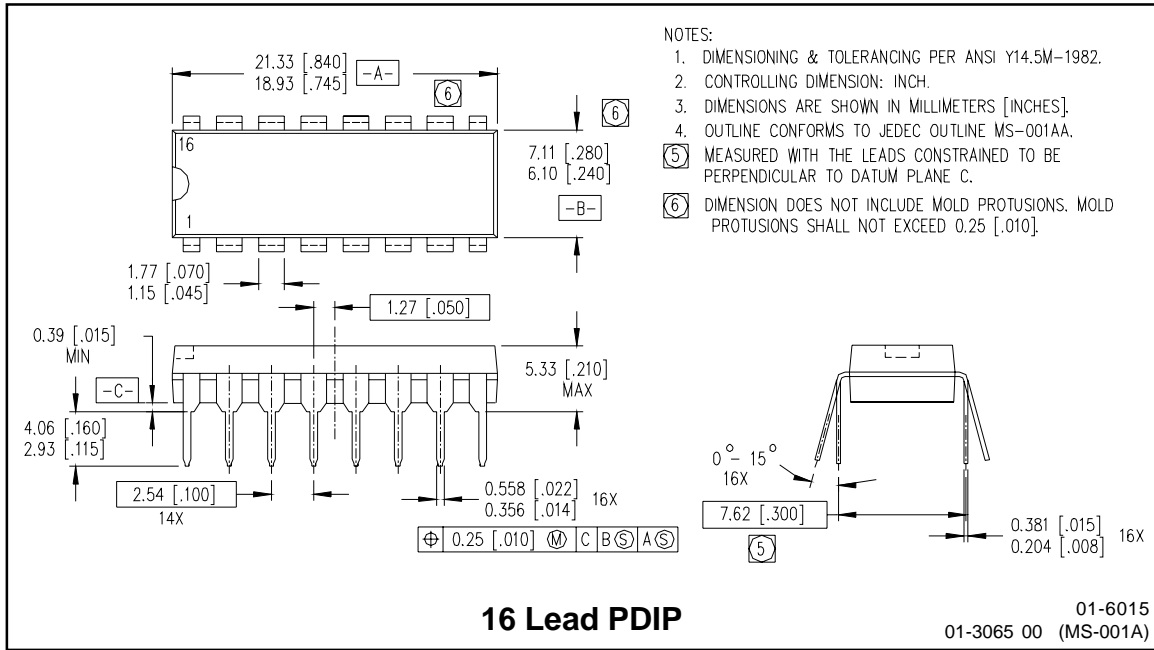 21.33 [.840]
18.93 [.745]
-A-
6
6
16
1
7.11 [.280]
6.10 [.240]
-B-
NOTES:
1. DIMENSIONING & TOLERANCING PER ANSI Y14.5M-1982.
2. CONTROLLING DIMENSION: INCH.
3. DIMENSIONS ARE SHOWN IN MILLIMETERS [INCHES].
4. OUTLINE CONFORMS TO JEDEC OUTLINE MS-001AA.
5 MEASURED WITH THE LEADS CONSTRAINED TO BE
PERPENDICULAR TO DATUM PLANE C.
6 DIMENSION DOES NOT INCLUDE MOLD PROTUSIONS. MOLD
PROTUSIONS SHALL NOT EXCEED 0.25 [.010].
1.77 [.070]
1.15 [.045]
1.27 [.050]
0.39 [.015]
MIN
-C-
5.33 [.210]
MAX
4.06 [.160]
2.93 [.115]
2.54 [.100]
14X
0.558 [.022]
0.356 [.014]
16X
⌖ 0.25 [.010] Ⓜ C B Ⓢ A Ⓢ
0° - 15°
16X
7.62 [.300]
5
0.381 [.015]
0.204 [.008]
16X
16 Lead PDIP
01-6015
01-3065 00 (MS-001A)